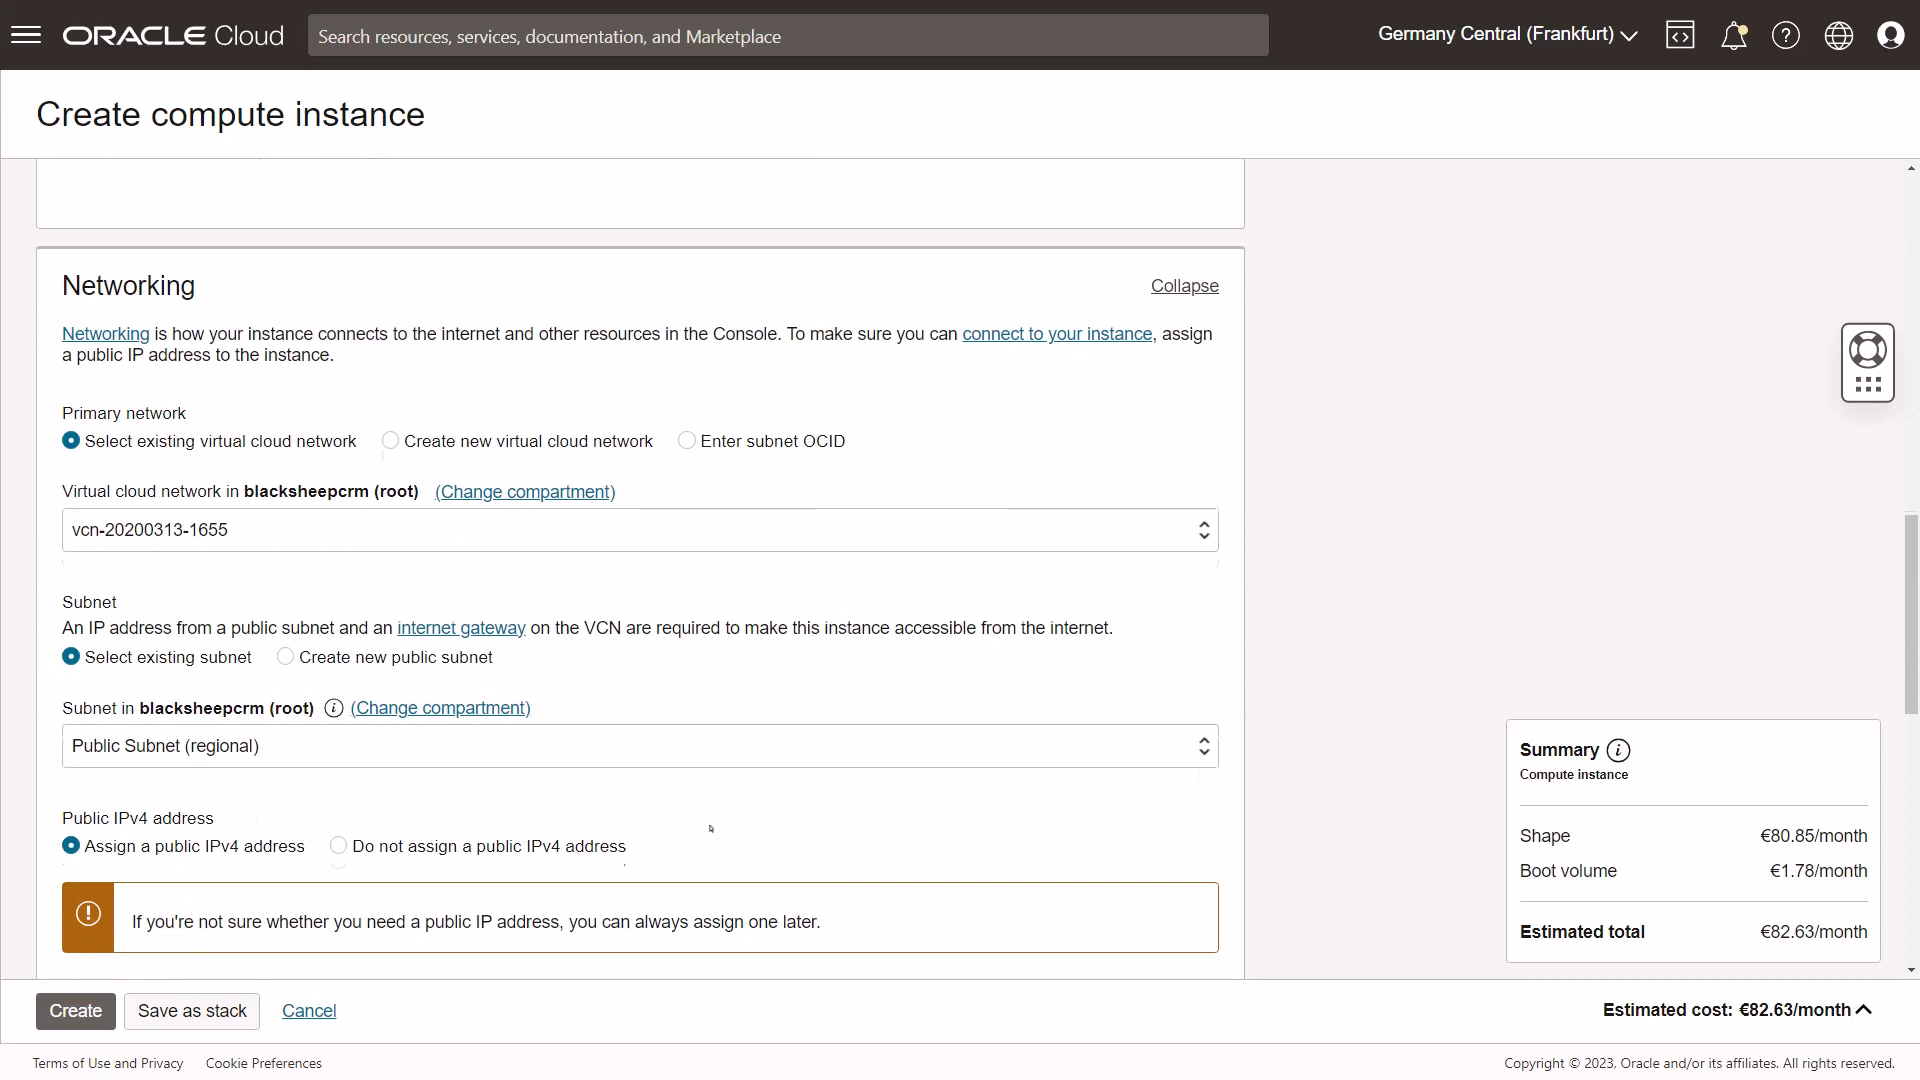 ORACLE Cloud
Search resources, services, documentation, and Marketplace
Germany Central (Frankfurt)
Create compute instance
Networking
Collapse
Networking is how your instance connects to the internet and other resources in the Console. To make sure you can connect to your instance, assign
a public IP address to the instance.
Primary network
Select existing virtual cloud network
Create new virtual cloud network
Enter subnet OCID
Virtual cloud network in blacksheepcrm (root) (Change compartment)
vcn-20200313-1655
Subnet
An IP address from a public subnet and an internet gateway on the VCN are required to make this instance accessible from the internet.
Select existing subnet
Create new public subnet
Subnet in blacksheepcrm (root) (Change compartment)
Public Subnet (regional)
Public IPv4 address
Assign a public IPv4 address
Do not assign a public IPv4 address
If you're not sure whether you need a public IP address, you can always assign one later.
Summary
Compute instance
Shape €80.85/month
Boot volume €1.78/month
Estimated total €82.63/month
Create
Save as stack
Cancel
Estimated cost: €82.63/month
Terms of Use and Privacy
Cookie Preferences
Copyright © 2023, Oracle and/or its affiliates. All rights reserved.